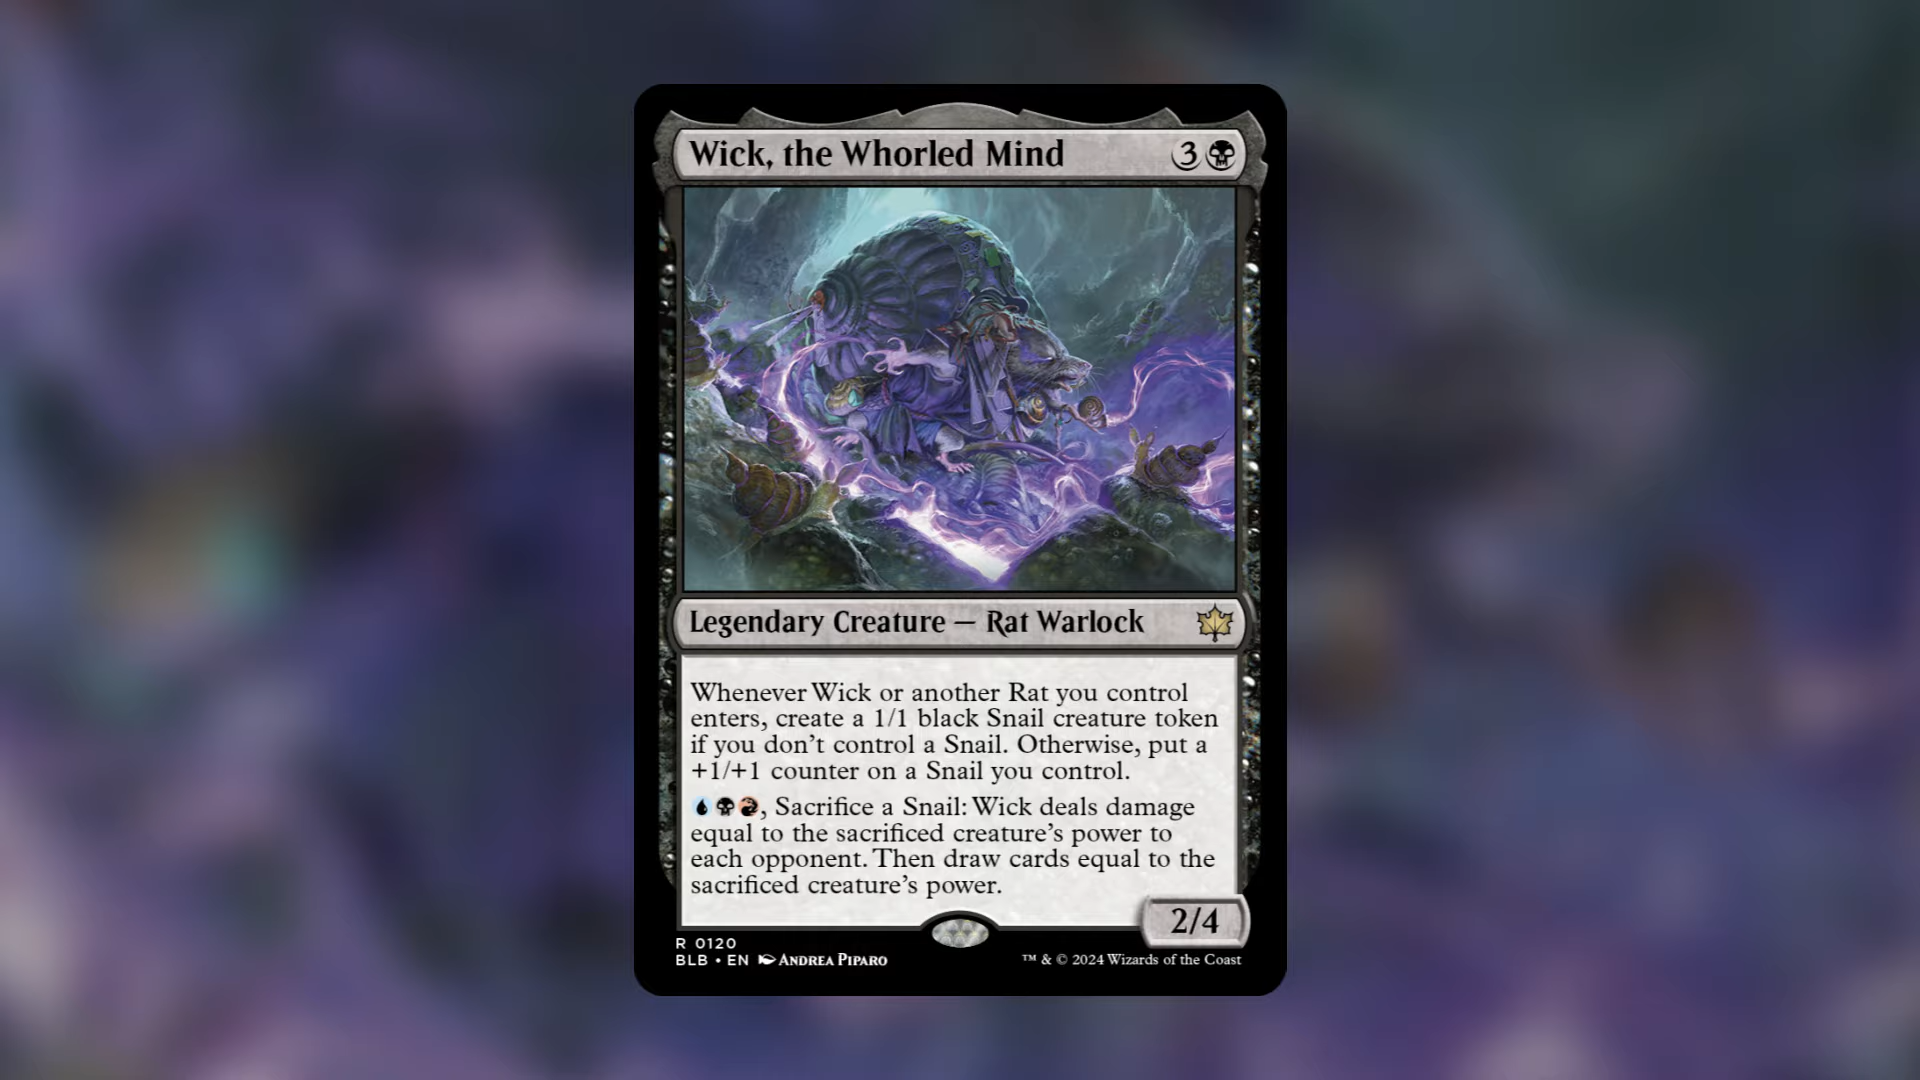 Wick, the Whorled Mind 3
Legendary Creature — Rat Warlock
Whenever Wick or another Rat you control
enters, create a 1/1 black Snail creature token
if you don't control a Snail. Otherwise, put a
+1/+1 counter on a Snail you control.
, Sacrifice a Snail: Wick deals damage
equal to the sacrificed creature's power to
each opponent. Then draw cards equal to the
sacrificed creature's power.
2/4
R 0120
BLB • EN ANDREA PIPARO
™ & © 2024 Wizards of the Coast